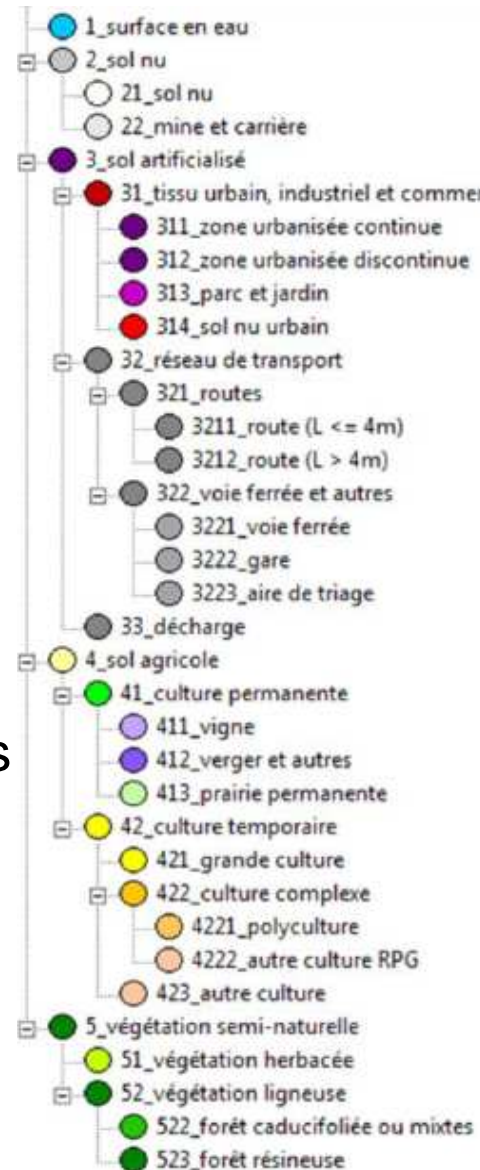 1_surface en eau
2_sol nu
21_sol nu
22_mine et carrière
3_sol artificialisé
31_tissu urbain, industriel et commer
311_zone urbanisée continue
312_zone urbanisée discontinue
313_parc et jardin
314_sol nu urbain
32_réseau de transport
321_routes
3211_route (L <= 4m)
3212_route (L > 4m)
322_voie ferrée et autres
3221_voie ferrée
3222_gare
3223_aire de triage
33_décharge
4_sol agricole
41_culture permanente
411_vigne
s
412_verger et autres
413_prairie permanente
42_culture temporaire
421_grande culture
422_culture complexe
4221_polyculture
4222_autre culture RPG
423_autre culture
5_végétation semi-naturelle
51_végétation herbacée
52_végétation ligneuse
522_forêt caducifoliée ou mixtes
523_forêt résineuse